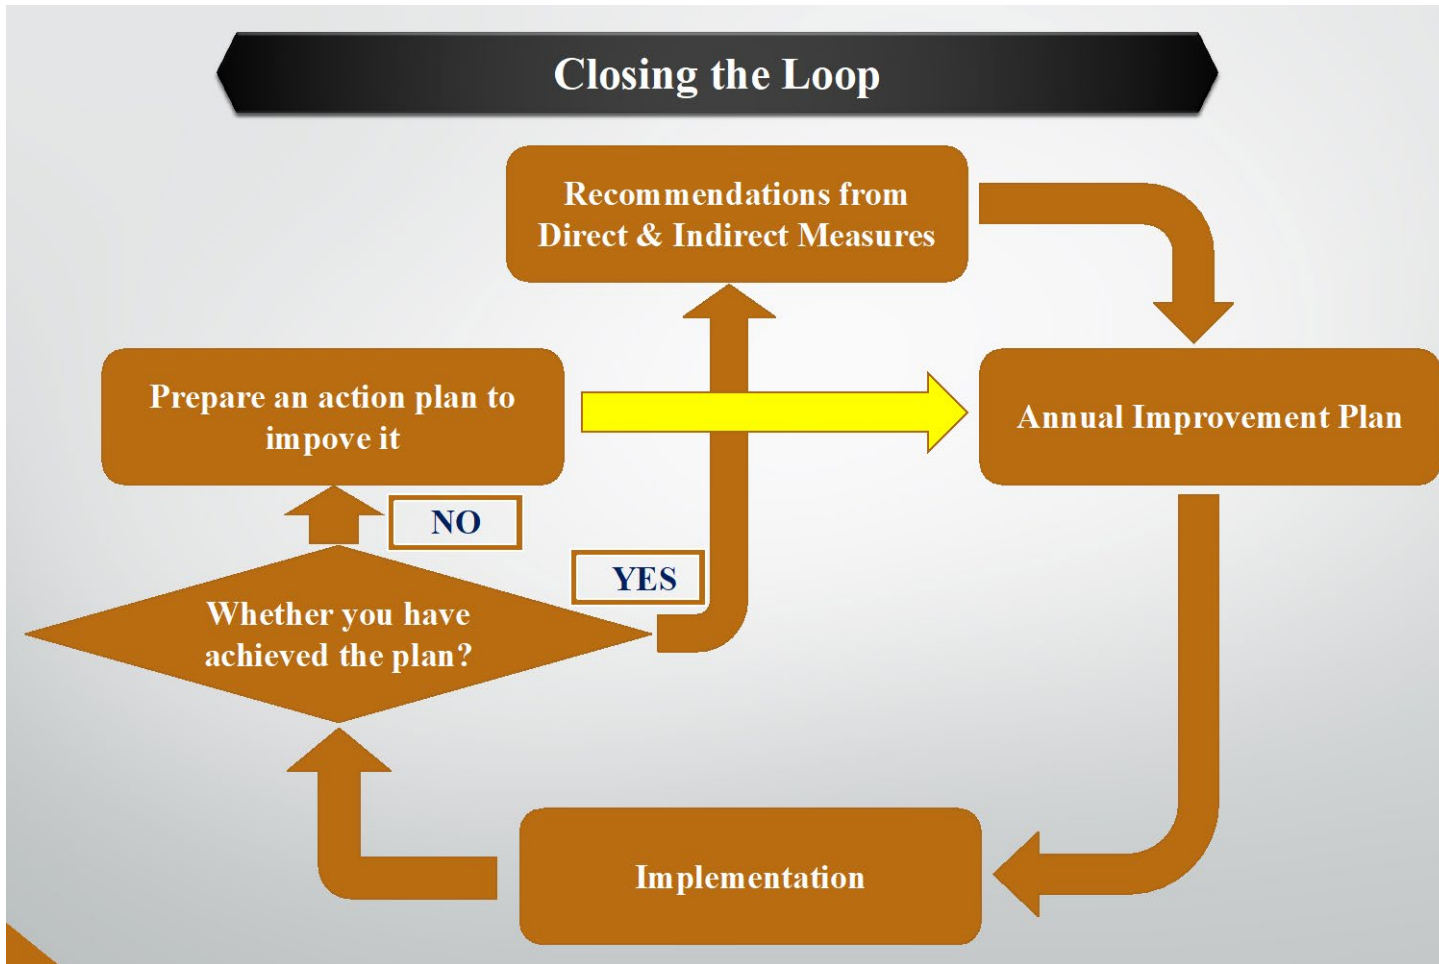 Closing the Loop
Recommendations from
Direct & Indirect Measures
Prepare an action plan to
impove it
Annual Improvement Plan
NO
YES
Whether you have
achieved the plan?
Implementation